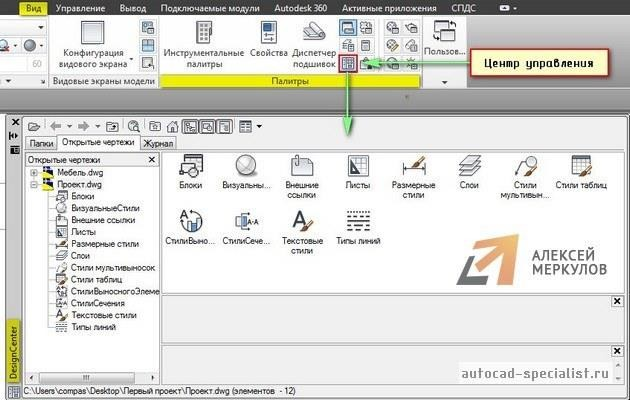 Вид
Управление
Вывод
Подключаемые модули
Autodesk 360
Активные приложения
СПДС
Конфигурация видового экрана
60
Видовые экраны модели
Инструментальные палитры
Свойства
Диспетчер подшивок
Палитры
Пользо...
Центр управления
Папки
Открытые чертежи
Журнал
Открытые чертежи
Мебель.dwg
Проект.dwg
Блоки
ВизуальныеСтили
Внешние ссылки
Листы
Размерные стили
Слои
Стили мультивыносок
Стили таблиц
СтилиВыносногоЭлеме
СтилиСечения
Текстовые стили
Типы линий
Блоки
Визуальны...
Внешние ссылки
Листы
Размерные стили
Слои
Стили мультивын...
Стили таблиц
СтилиВыно...
СтилиСече...
Текстовые стили
Типы линий
АЛЕКСЕЙ
МЕРКУЛОВ
DesignCenter
autocad-specialist.ru
C:\Users\compas\Desktop\Первый проект\Проект.dwg (элементов - 12)